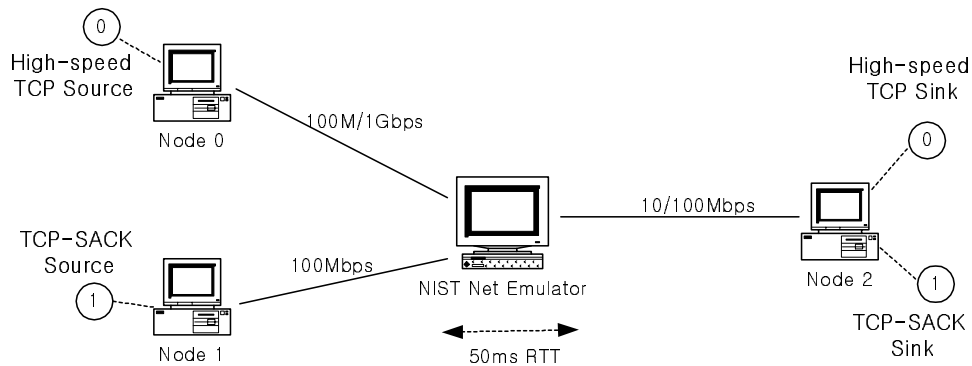 0
High-speed
TCP Source
Node 0
100M/1Gbps
High-speed
TCP Sink
0
10/100Mbps
TCP-SACK
Source
1
Node 1
100Mbps
NIST Net Emulator
50ms RTT
Node 2
1
TCP-SACK
Sink